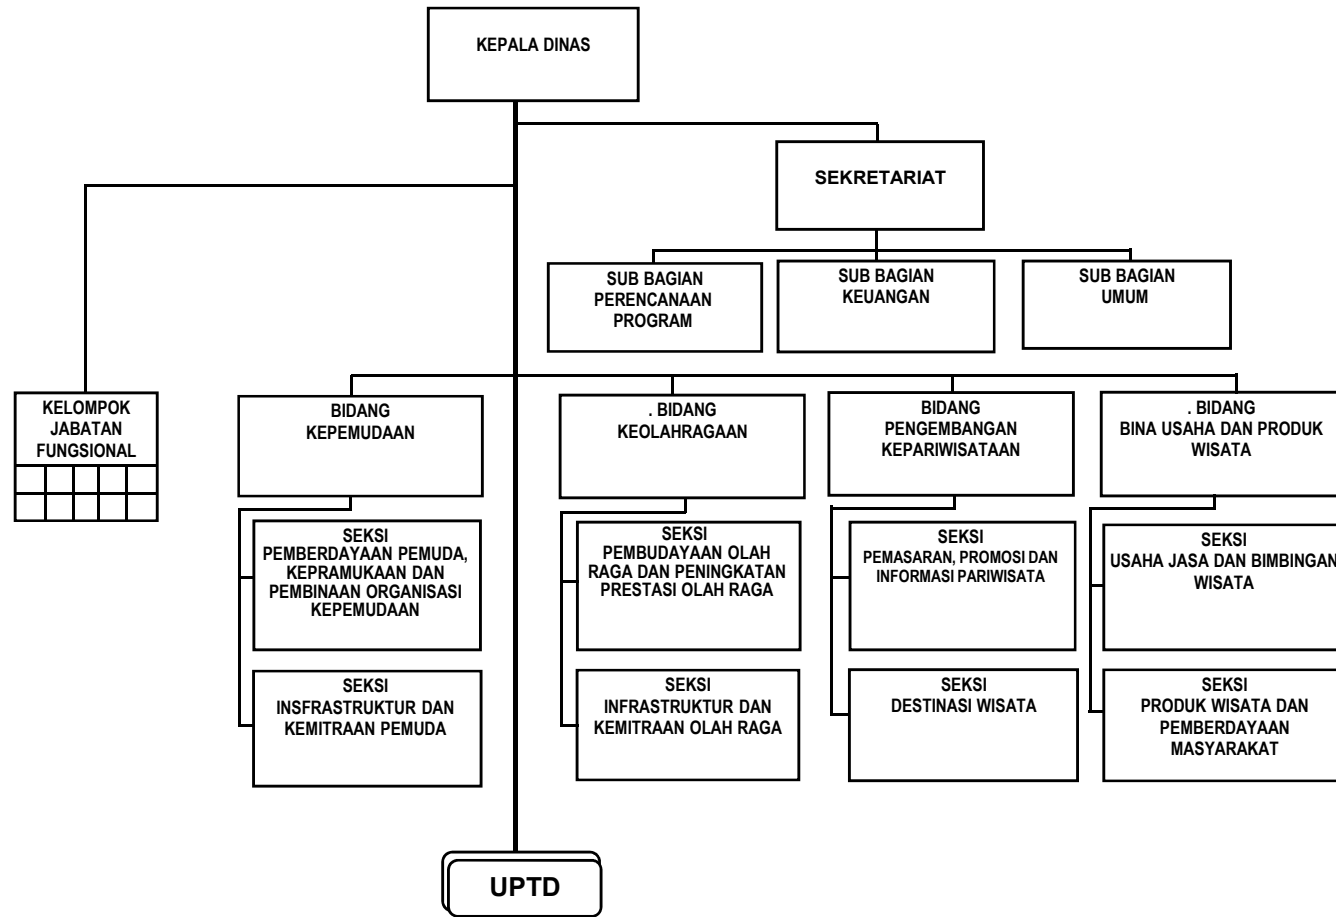 KEPALA DINAS
SEKRETARIAT
SUB BAGIAN
PERENCANAAN
PROGRAM
SUB BAGIAN
KEUANGAN
SUB BAGIAN
UMUM
KELOMPOK
JABATAN
FUNGSIONAL
BIDANG
KEPEMUDAAN
. BIDANG
KEOLAHRAGAAN
BIDANG
PENGEMBANGAN
KEPARIWISATAAN
. BIDANG
BINA USAHA DAN PRODUK
WISATA
SEKSI
PEMBERDAYAAN PEMUDA,
KEPRAMUKAAN DAN
PEMBINAAN ORGANISASI
KEPEMUDAAN
SEKSI
PEMBUDAYAAN OLAH
RAGA DAN PENINGKATAN
PRESTASI OLAH RAGA
SEKSI
PEMASARAN, PROMOSI DAN
INFORMASI PARIWISATA
SEKSI
USAHA JASA DAN BIMBINGAN
WISATA
SEKSI
INSFRASTRUKTUR DAN
KEMITRAAN PEMUDA
SEKSI
INFRASTRUKTUR DAN
KEMITRAAN OLAH RAGA
SEKSI
DESTINASI WISATA
SEKSI
PRODUK WISATA DAN
PEMBERDAYAAN
MASYARAKAT
UPTD